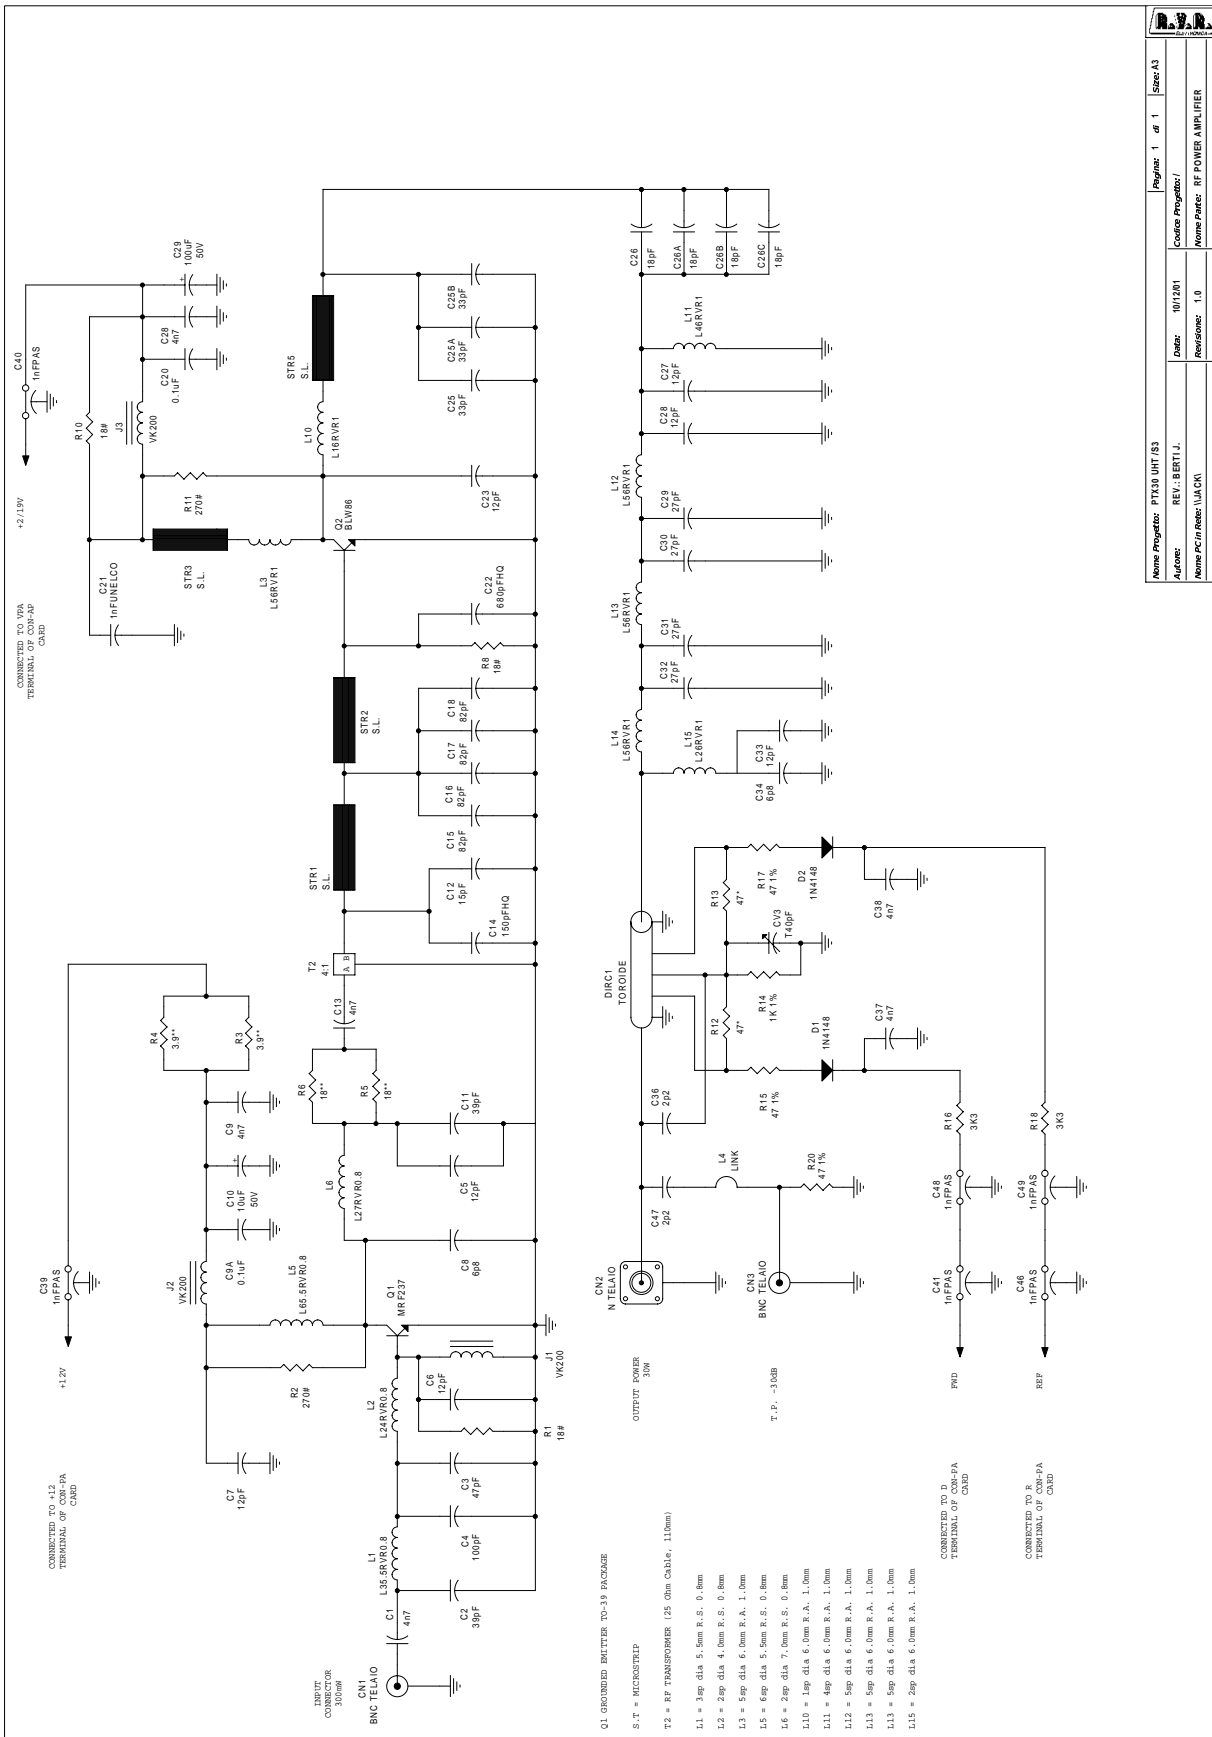 CONNECTED TO +12
TERMINAL OF CON-PA
CARD
+12V
C39
1nFPAS
R4
3.9**
R3
3.9**
C9
4n7
C10
10uF
50V
C9A
0.1uF
J2
VK200
L5
L65.5RVR0.8
R2
270#
C7
12pF
CONNECTED TO VPA
TERMINAL OF CON-AP
CARD
+2/19V
C40
1nFPAS
R10
18#
J3
VK200
C20
0.1uF
C28
4n7
C29
100uF
50V
C21
1nFUNELCO
STR3
S.L.
R11
270#
L3
L56RVR1
INPUT
CONNECTOR
300mW
CN1
BNC TELAIO
C1
4n7
C2
39pF
L1
L35.5RVR0.8
C4
100pF
C3
47pF
L2
L24RVR0.8
R1
18#
C6
12pF
J1
VK200
Q1
MRF237
C8
6p8
L6
L27RVR0.8
C5
12pF
C11
39pF
R6
18**
R5
18**
C13
4n7
T2
4:1
A B
C14
150pFHQ
C12
15pF
STR1
S.L.
C15
82pF
C16
82pF
C17
82pF
C18
82pF
STR2
S.L.
R8
18#
C22
680pFHQ
Q2
BLW86
C23
12pF
L10
L16RVR1
STR5
S.L.
C25
33pF
C25A
33pF
C25B
33pF
OUTPUT POWER
30W
CN2
N TELAIO
T.P. -30dB
CN3
BNC TELAIO
C47
2p2
L4
LINK
R20
47 1%
C36
2p2
DIRC1
TOROIDE
R15
47 1%
R12
47*
R14
1K 1%
CV3
T40pF
R13
47*
R17
47 1%
D1
1N4148
D2
1N4148
C37
4n7
C38
4n7
L14
L56RVR1
L15
L26RVR1
C34
6p8
C33
12pF
C32
27pF
C31
27pF
L13
L56RVR1
C30
27pF
C29
27pF
L12
L56RVR1
C28
12pF
C27
12pF
L11
L46RVR1
C26
18pF
C26A
18pF
C26B
18pF
C26C
18pF
CONNECTED TO D
TERMINAL OF CON-PA
CARD
FWD
C41
1nFPAS
C48
1nFPAS
R16
3K3
CONNECTED TO R
TERMINAL OF CON-PA
CARD
REF
C46
1nFPAS
C49
1nFPAS
R18
3K3
Q1 GROUNDED EMITTER TO-39 PACKAGE
S.T = MICROSTRIP
T2 = RF TRANSFORMER (25 Ohm Cable, 110mm)
L1 = 3sp dia 5.5mm R.S. 0.8mm
L2 = 2sp dia 4.0mm R.S. 0.8mm
L3 = 5sp dia 6.0mm R.A. 1.0mm
L5 = 6sp dia 5.5mm R.S. 0.8mm
L6 = 2sp dia 7.0mm R.S. 0.8mm
L10 = 1sp dia 6.0mm R.A. 1.0mm
L11 = 4sp dia 6.0mm R.A. 1.0mm
L12 = 5sp dia 6.0mm R.A. 1.0mm
L13 = 5sp dia 6.0mm R.A. 1.0mm
L13 = 5sp dia 6.0mm R.A. 1.0mm
L15 = 2sp dia 6.0mm R.A. 1.0mm
Nome Progetto: PTX30 UHT /S3
Pagina: 1 di 1
Size: A3
R.V.R.
ELETTRONICA
Autore: REV.: BERTI J.
Data: 10/12/01
Codice Progetto: /
Nome PC in Rete: \\JACK\
Revisione: 1.0
Nome Parte: RF POWER AMPLIFIER